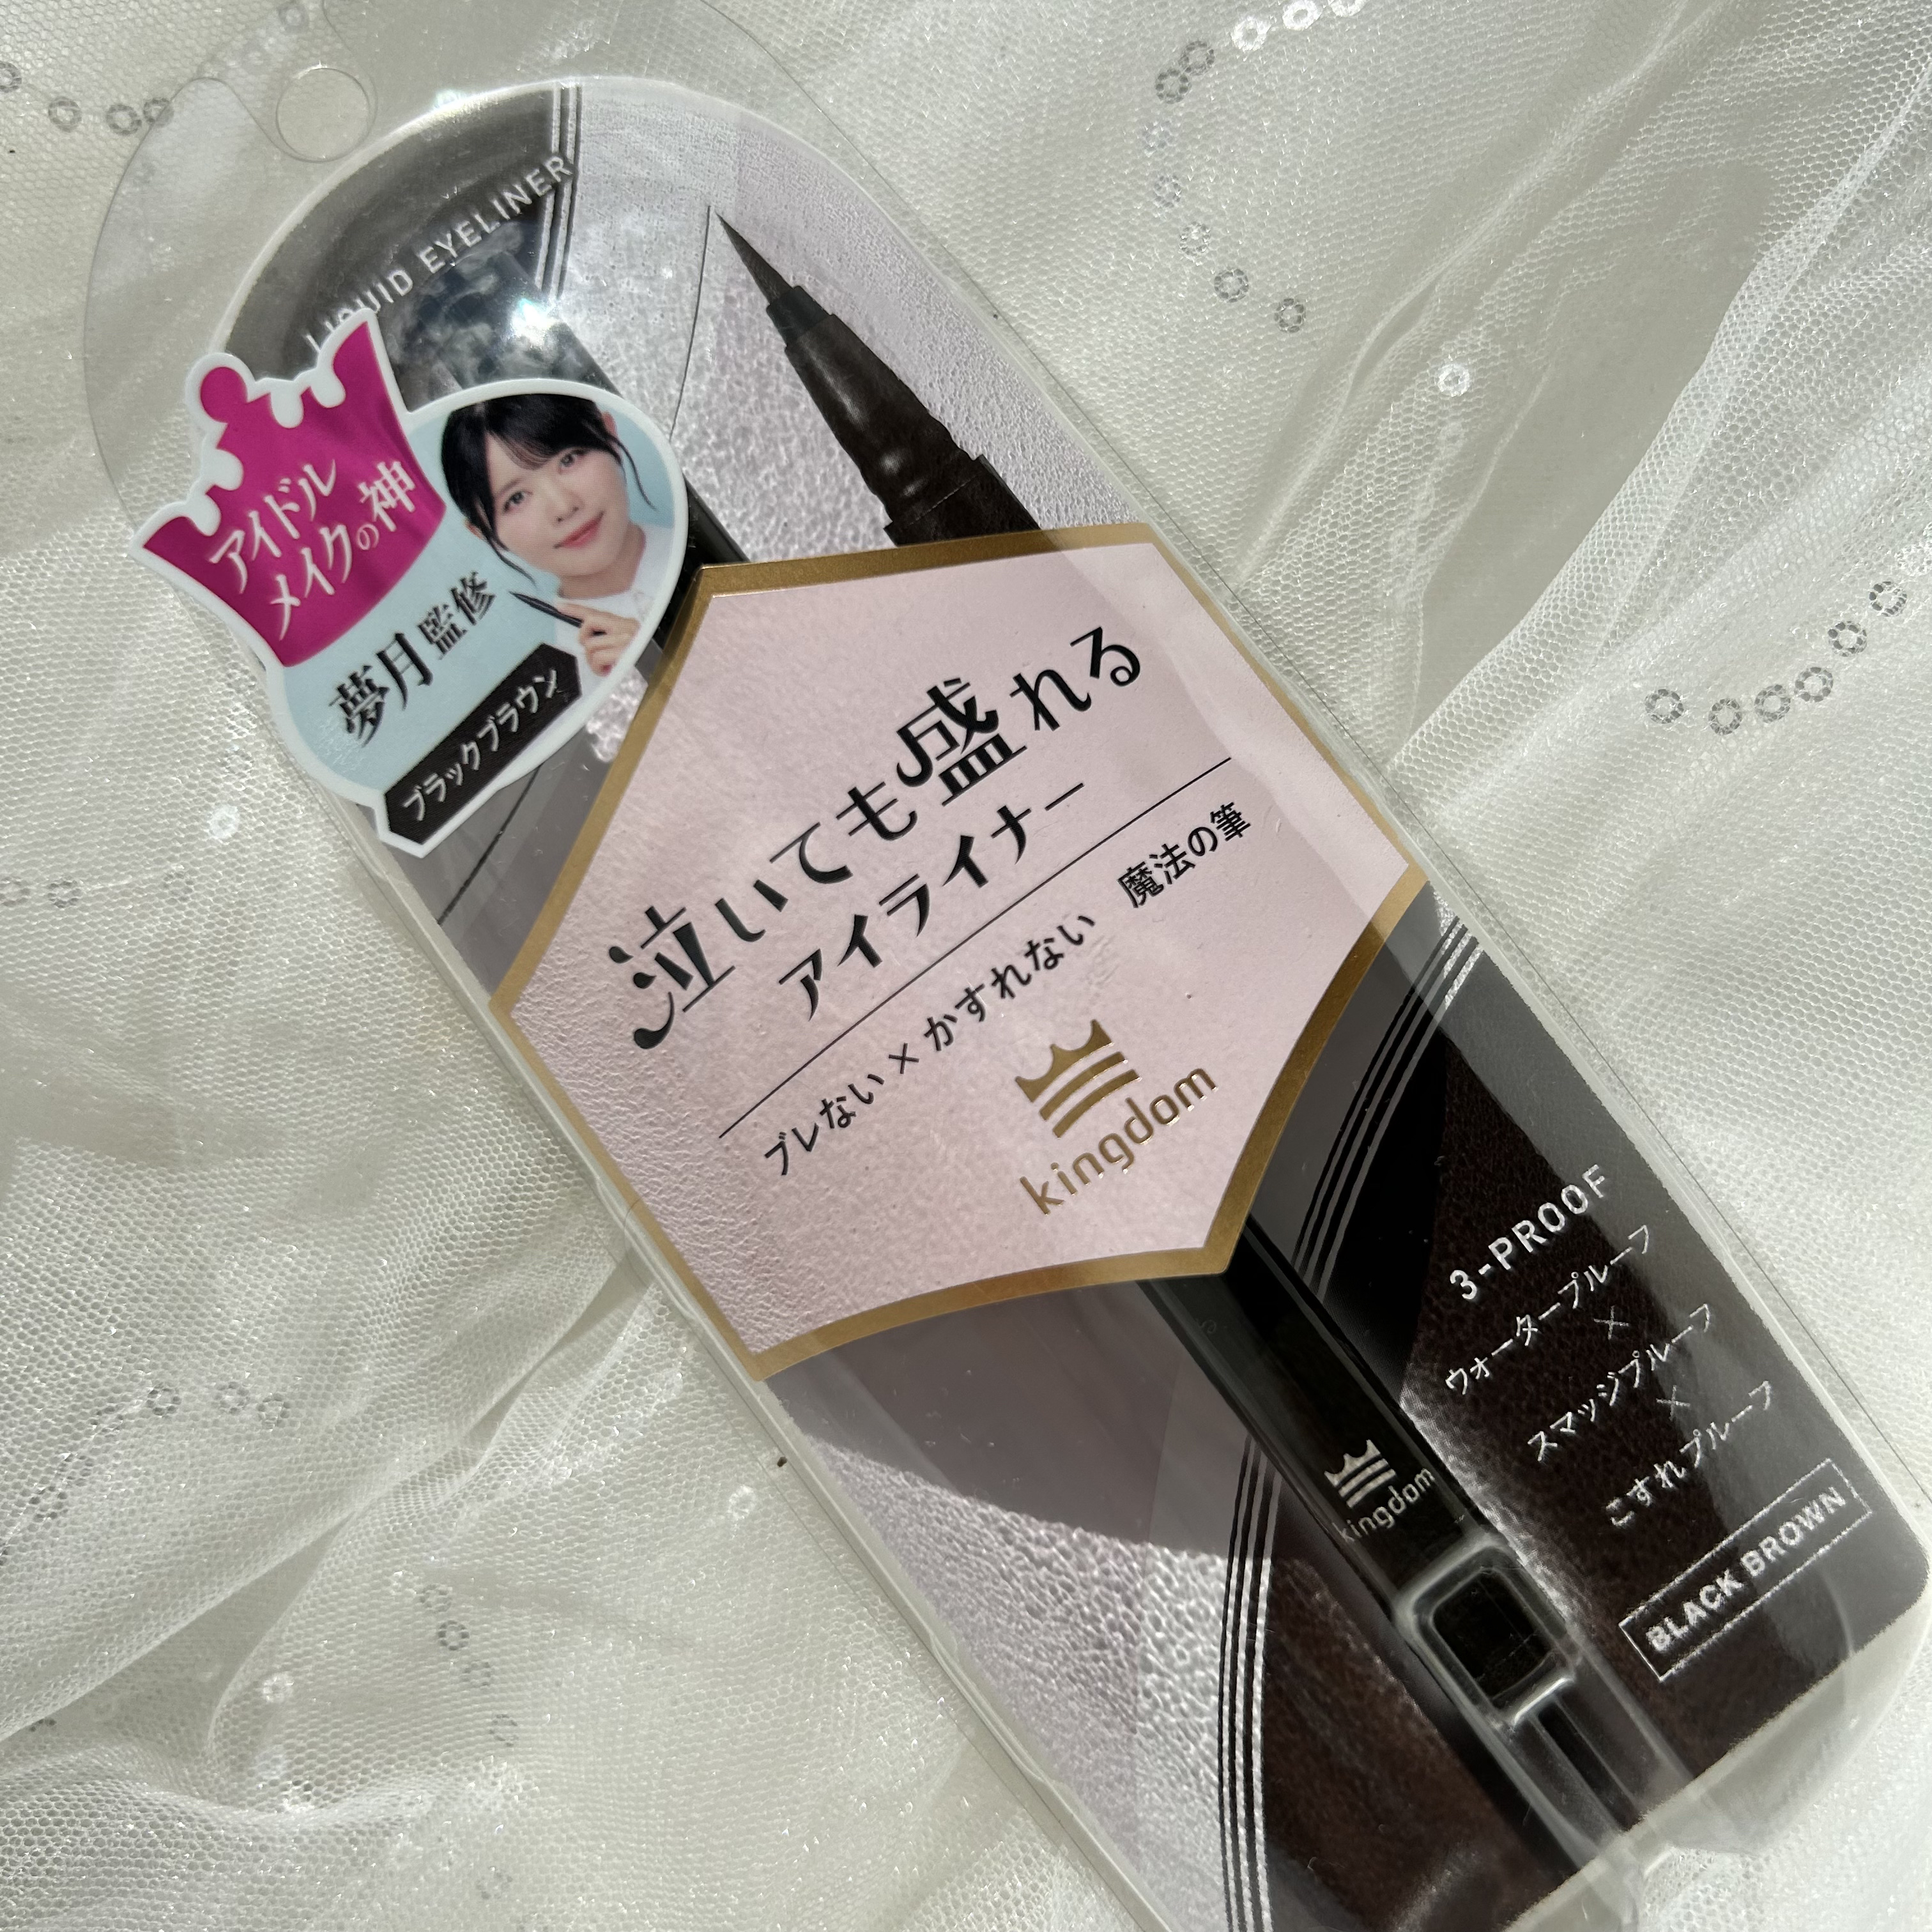 LIQUID EYELINER
アイドル
メイクの神
夢月 監修
ブラックブラウン
泣いても盛れる
アイライナー
ブレない×かすれない 魔法の筆
kingdom
3-PROOF
ウォータープルーフ
×
スマッジプルーフ
×
こすれプルーフ
BLACK BROWN
kingdom